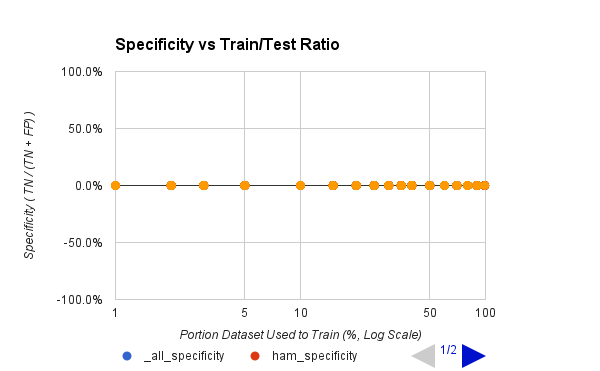 Specificity vs Train/Test Ratio
100.0%
50.0%
0.0%
-50.0%
-100.0%
Specificity ( TN / (TN + FP) )
1
5
10
50
100
Portion Dataset Used to Train (%, Log Scale)
_all_specificity
ham_specificity
1/2